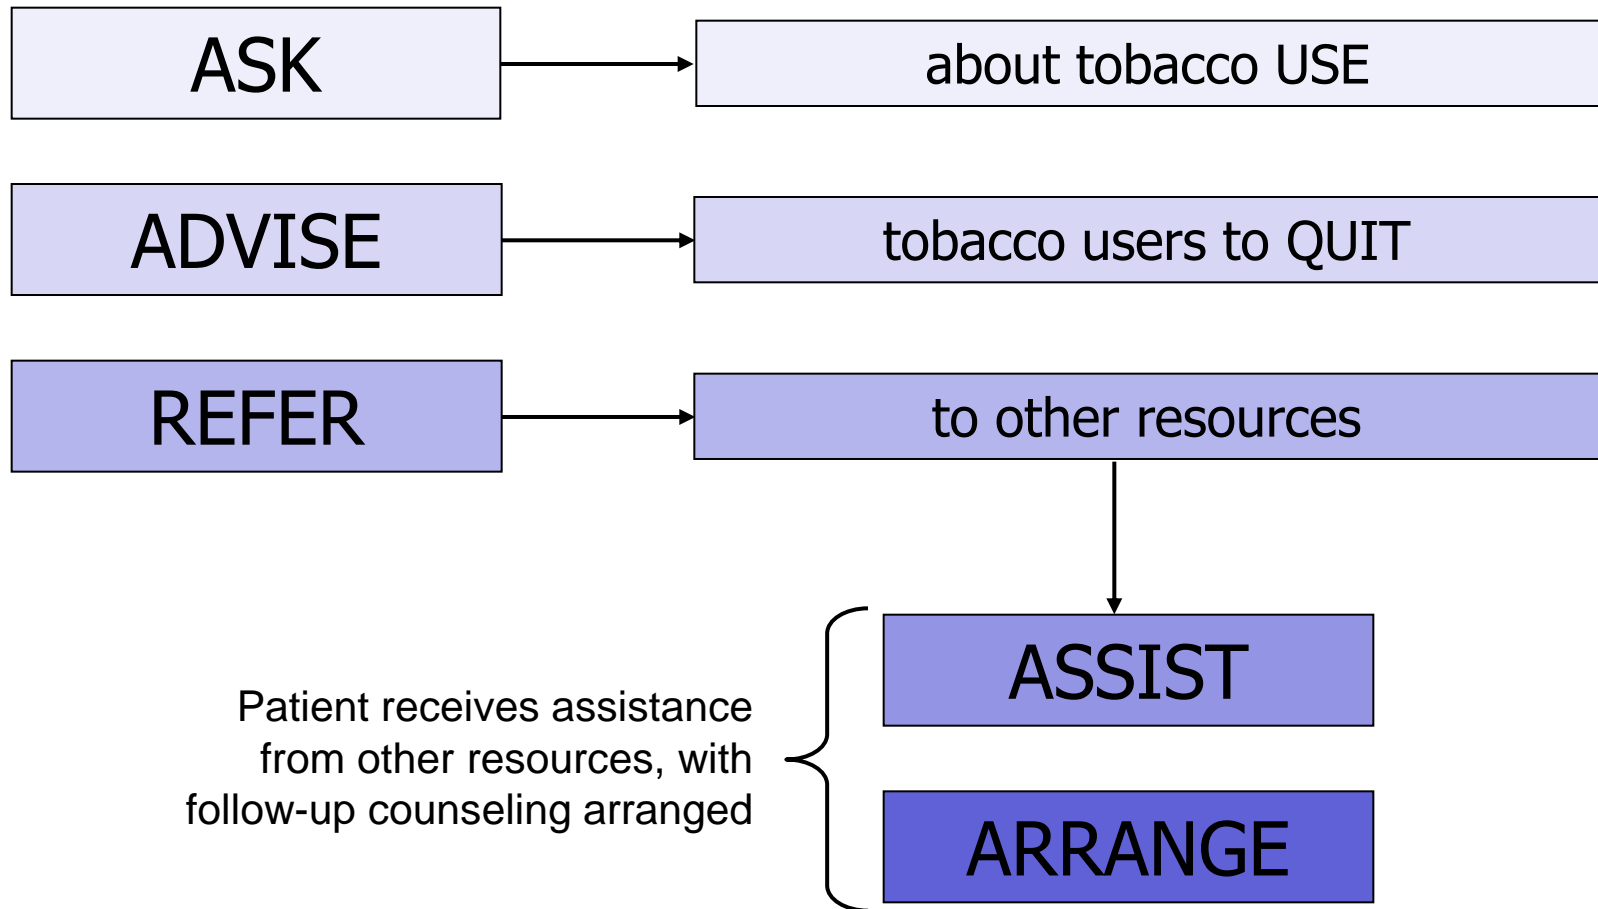 ASK
about tobacco USE
ADVISE
tobacco users to QUIT
REFER
to other resources
ASSIST
Patient receives assistance
from other resources, with
follow-up counseling arranged
ARRANGE